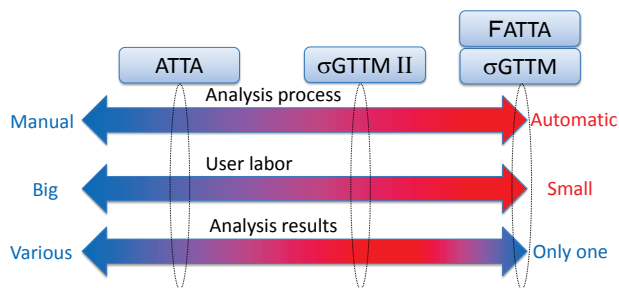 FATTA
ATTA σGTTM II σGTTM
Analysis process
Manual Automatic
User labor
Big Small
Analysis results
Various Only one